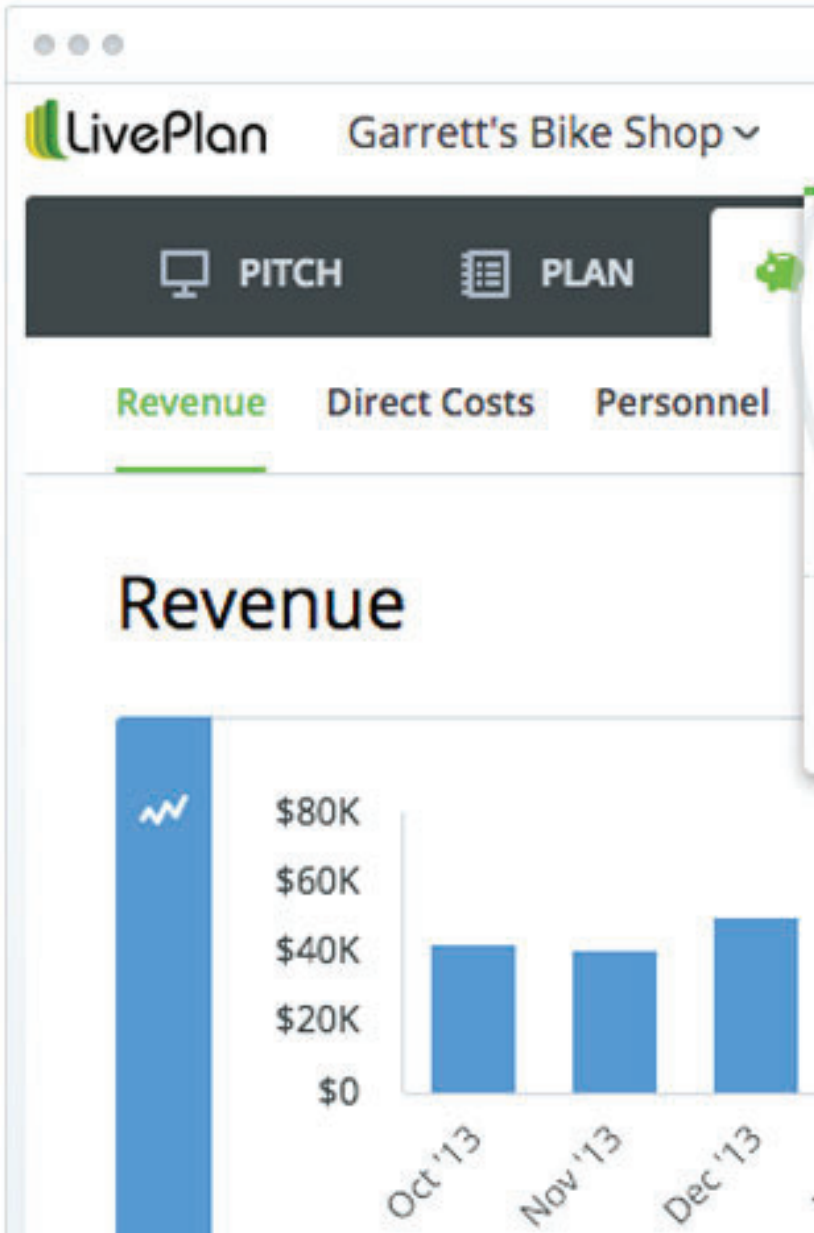 LivePlan Garrett's Bike Shop
PITCH PLAN
Revenue Direct Costs Personnel
Revenue
$80K
$60K
$40K
$20K
$0
Oct '13 Nov '13 Dec '13